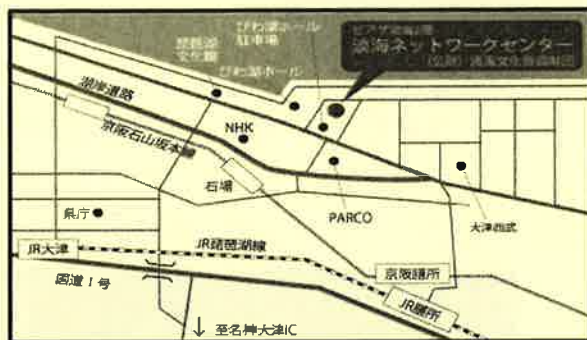 びわ湖ホール
駐車場
ピアザ淡海2階
淡海ネットワークセンター
(公財)淡海文化振興財団
琵琶湖
文化館
びわ湖ホール
湖岸道路
京阪石山坂本線
NHK
石場
PARCO
大津西武
県庁
JR大津
JR琵琶湖線
国道1号
京阪膳所
JR膳所
↓ 至名神大津IC